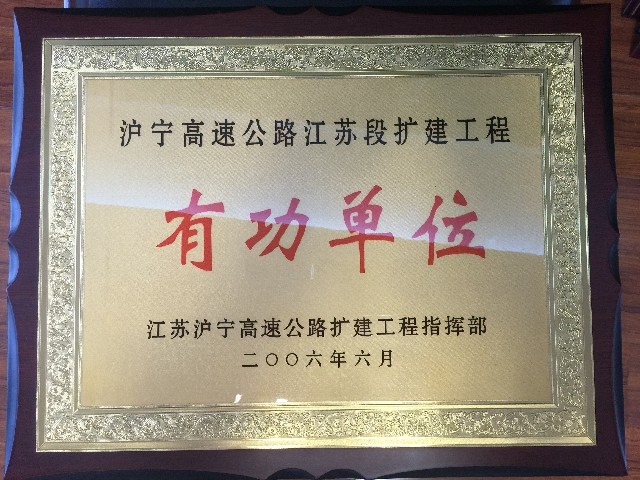 沪宁高速公路江苏段扩建工程
有功单位
江苏沪宁高速公路扩建工程指挥部
二〇〇六年六月